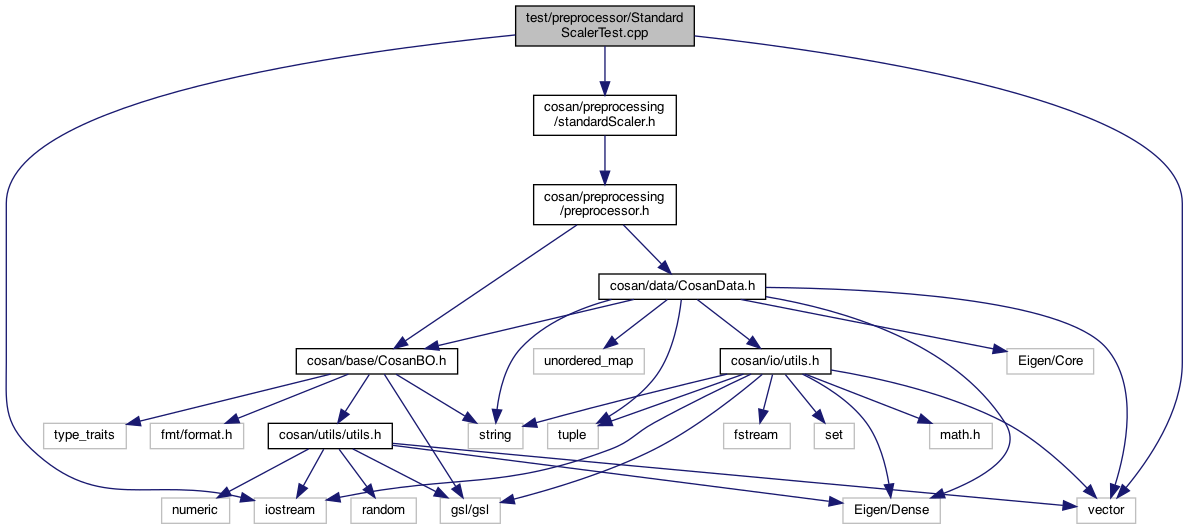 test/preprocessor/Standard
ScalerTest.cpp
cosan/preprocessing
/standardScaler.h
cosan/preprocessing
/preprocessor.h
cosan/data/CosanData.h
cosan/base/CosanBO.h
unordered_map
cosan/io/utils.h
Eigen/Core
type_traits
fmt/format.h
cosan/utils/utils.h
string
tuple
fstream
set
math.h
numeric
iostream
random
gsl/gsl
Eigen/Dense
vector